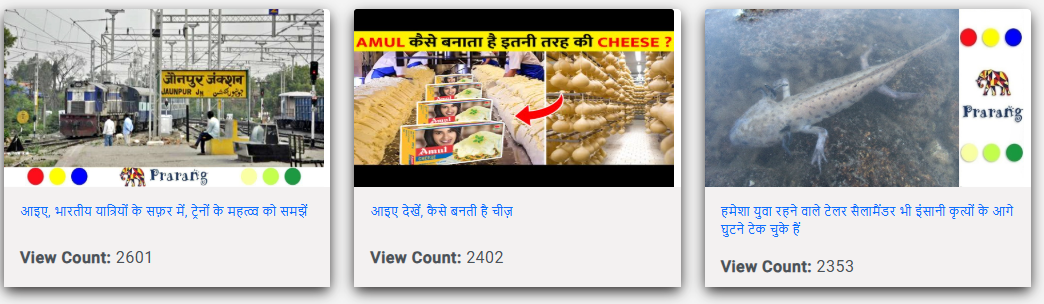 जौनपुर जंक्शन
JAUNPUR JN
Prarang
आइए, भारतीय यात्रियों के सफ़र में, ट्रेनों के महत्व को समझें
View Count: 2601
AMUL कैसे बनाता है इतनी तरह की CHEESE ?
Amul
Amul
आइए देखें, कैसे बनती है चीज़
View Count: 2402
Prarang
हमेशा युवा रहने वाले टेलर सैलामैंडर भी इंसानी कृत्यों के आगे
घुटने टेक चुके हैं
View Count: 2353